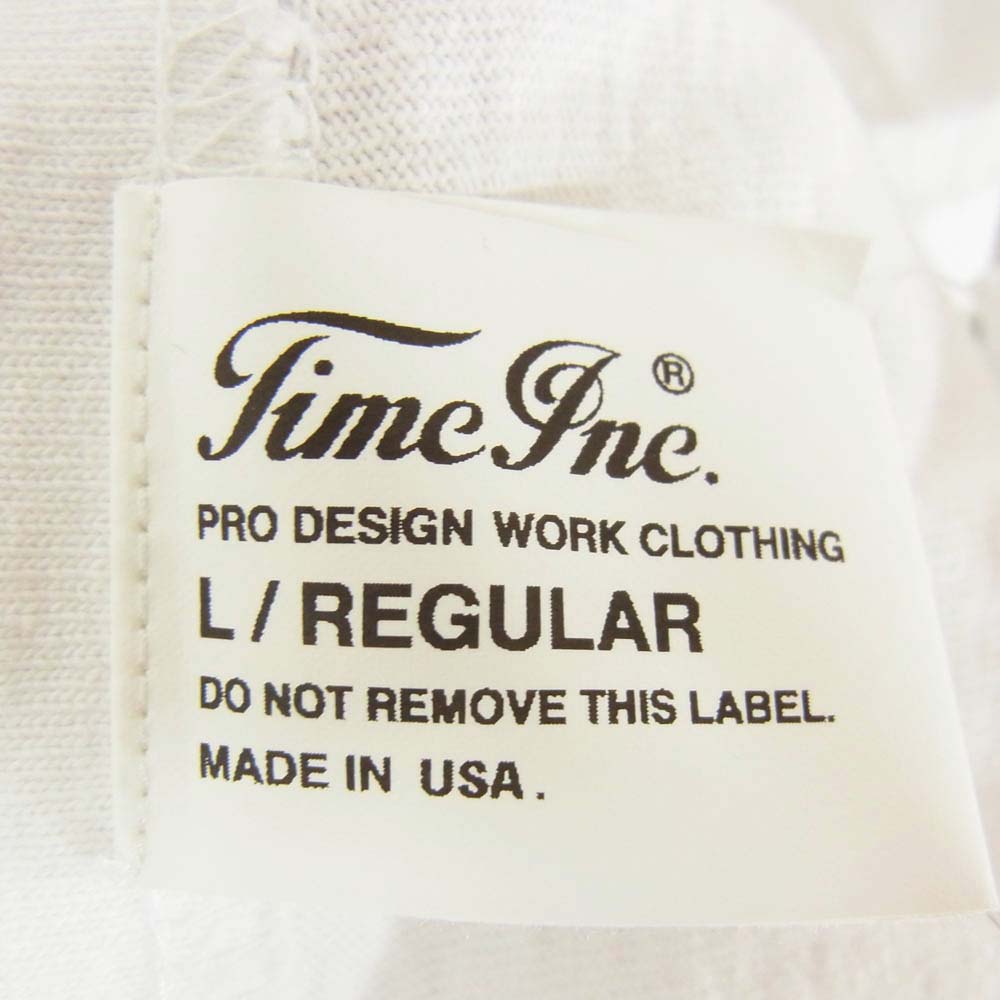 Time Inc.®
PRO DESIGN WORK CLOTHING
L / REGULAR
DO NOT REMOVE THIS LABEL.
MADE IN USA.